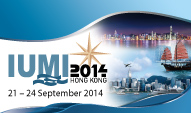 IUMI 2014
HONG KONG
21 – 24 September 2014